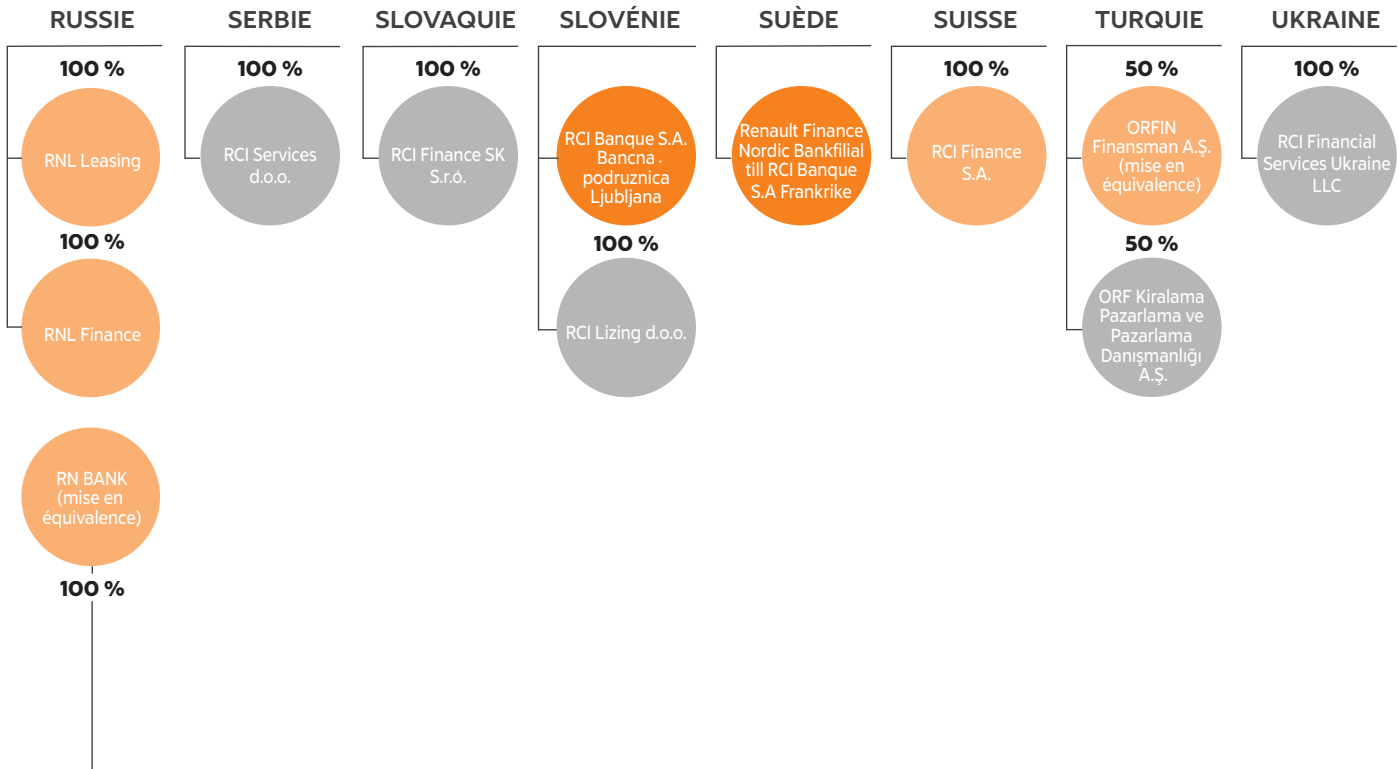 RUSSIE
100 %
RNL Leasing
100 %
RNL Finance
RN BANK
(mise en
équivalence)
100 %
SERBIE
100 %
RCI Services
d.o.o.
SLOVAQUIE
100 %
RCI Finance SK
S.r.ó.
SLOVÉNIE
RCI Banque S.A.
Bancna .
podruznica
Ljubljana
100 %
RCI Lizing d.o.o.
SUÈDE
Renault Finance
Nordic Bankfilial
till RCI Banque
S.A Frankrike
SUISSE
100 %
RCI Finance
S.A.
TURQUIE
50 %
ORFIN
Finansman A.Ş.
(mise en
équivalence)
50 %
ORF Kiralama
Pazarlama ve
Pazarlama
Danışmanlığı
A.Ş.
UKRAINE
100 %
RCI Financial
Services Ukraine
LLC